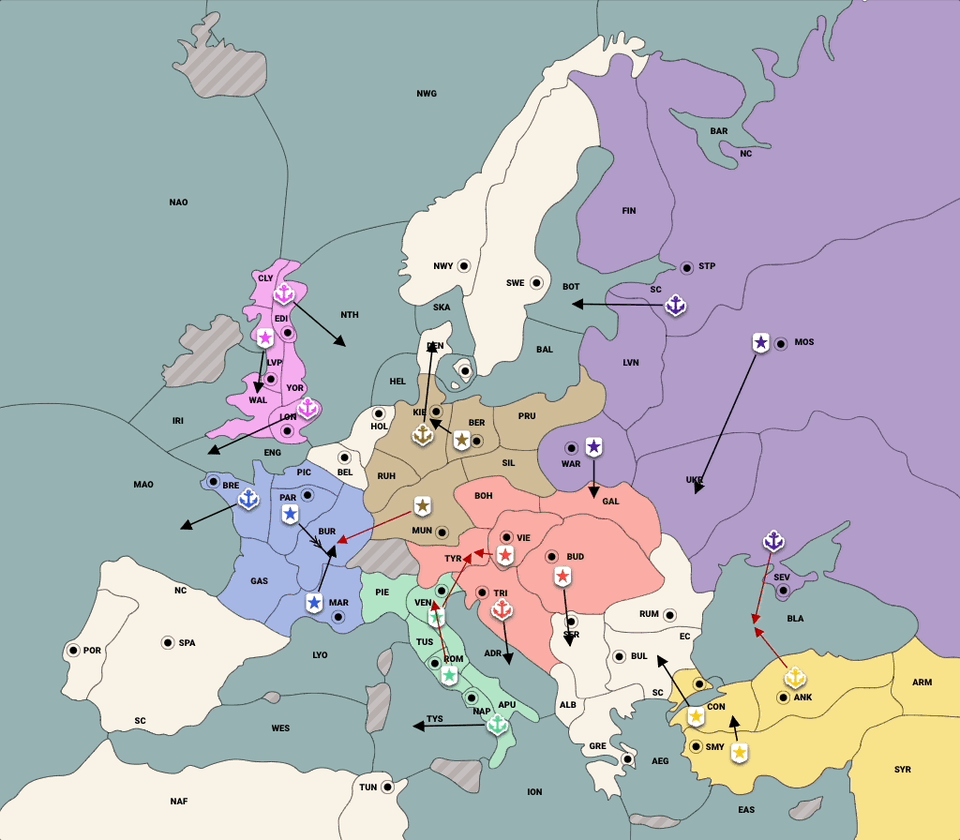 NWG
BAR
NC
NAO
FIN
NWY
STP
CLY
SWE
BOT
SC
SKA
NTH
EDI
DEN
BAL
MOS
LVP
LVN
HEL
YOR
WAL
LON
KIE
HOL
BER
PRU
IRI
ENG
BEL
PIC
WAR
SIL
RUH
MAO
BRE
UKR
PAR
BOH
GAL
BUR
MUN
VIE
TYR
BUD
SEV
GAS
NC
PIE
VEN
TRI
MAR
RUM
BLA
SER
EC
TUS
SPA
POR
LYO
ADR
ROM
BUL
ARM
SC
ANK
ALB
NAP
APU
CON
SC
TYS
WES
GRE
SMY
AEG
SYR
TUN
ION
NAF
EAS